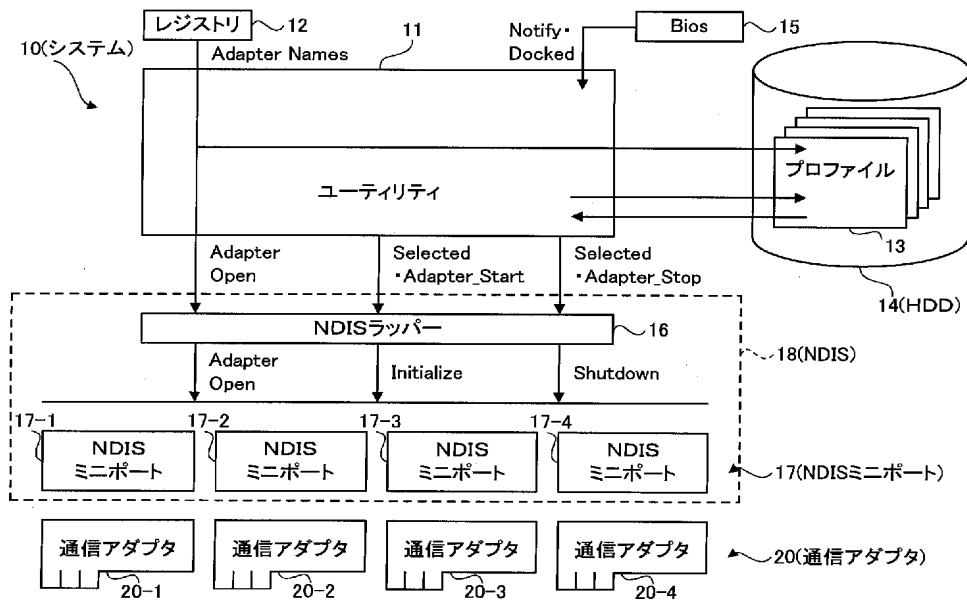 レジストリ
12
10(システム)
Adapter Names
11
Notify・
Docked
Bios
15
ユーティリティ
プロファイル
13
14(HDD)
Adapter
Open
Selected
・Adapter_Start
Selected
・Adapter_Stop
NDISラッパー
16
18(NDIS)
Adapter
Open
Initialize
Shutdown
17-1
17-2
17-3
17-4
NDIS
ミニポート
NDIS
ミニポート
NDIS
ミニポート
NDIS
ミニポート
17(NDISミニポート)
通信アダプタ
通信アダプタ
通信アダプタ
通信アダプタ
20(通信アダプタ)
20-1
20-2
20-3
20-4